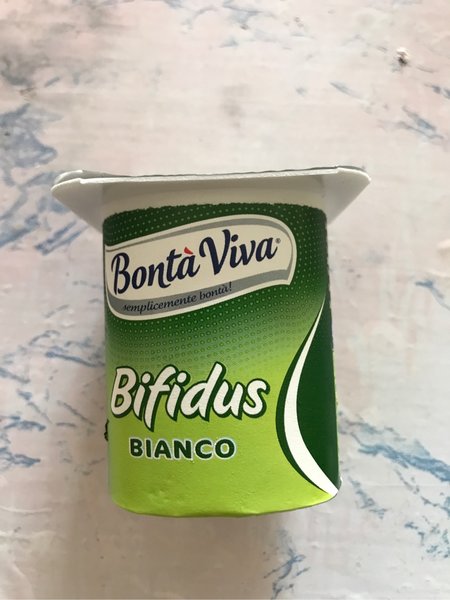 Bontà Viva®
semplicemente bontà!
Bifidus
BIANCO